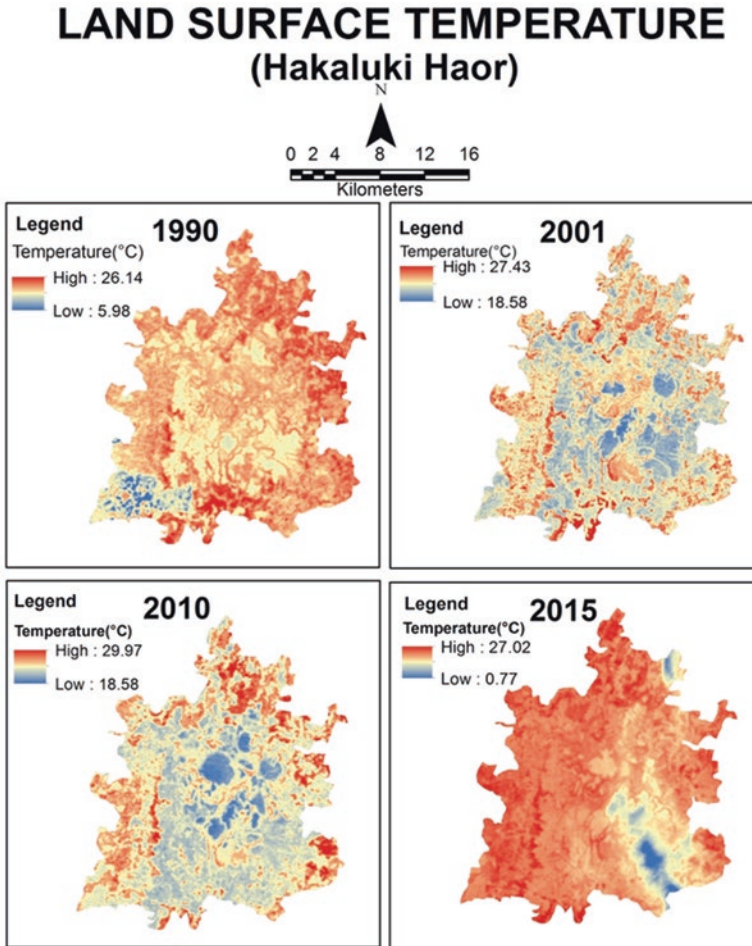 LAND SURFACE TEMPERATURE
(Hakaluki Haor)
N
0 2 4 8 12 16
Kilometers
Legend
1990
Temperature(°C)
High : 26.14
Low : 5.98
Legend
2001
Temperature(°C)
High : 27.43
Low : 18.58
Legend
2010
Temperature(°C)
High : 29.97
Low : 18.58
Legend
2015
Temperature(°C)
High : 27.02
Low : 0.77